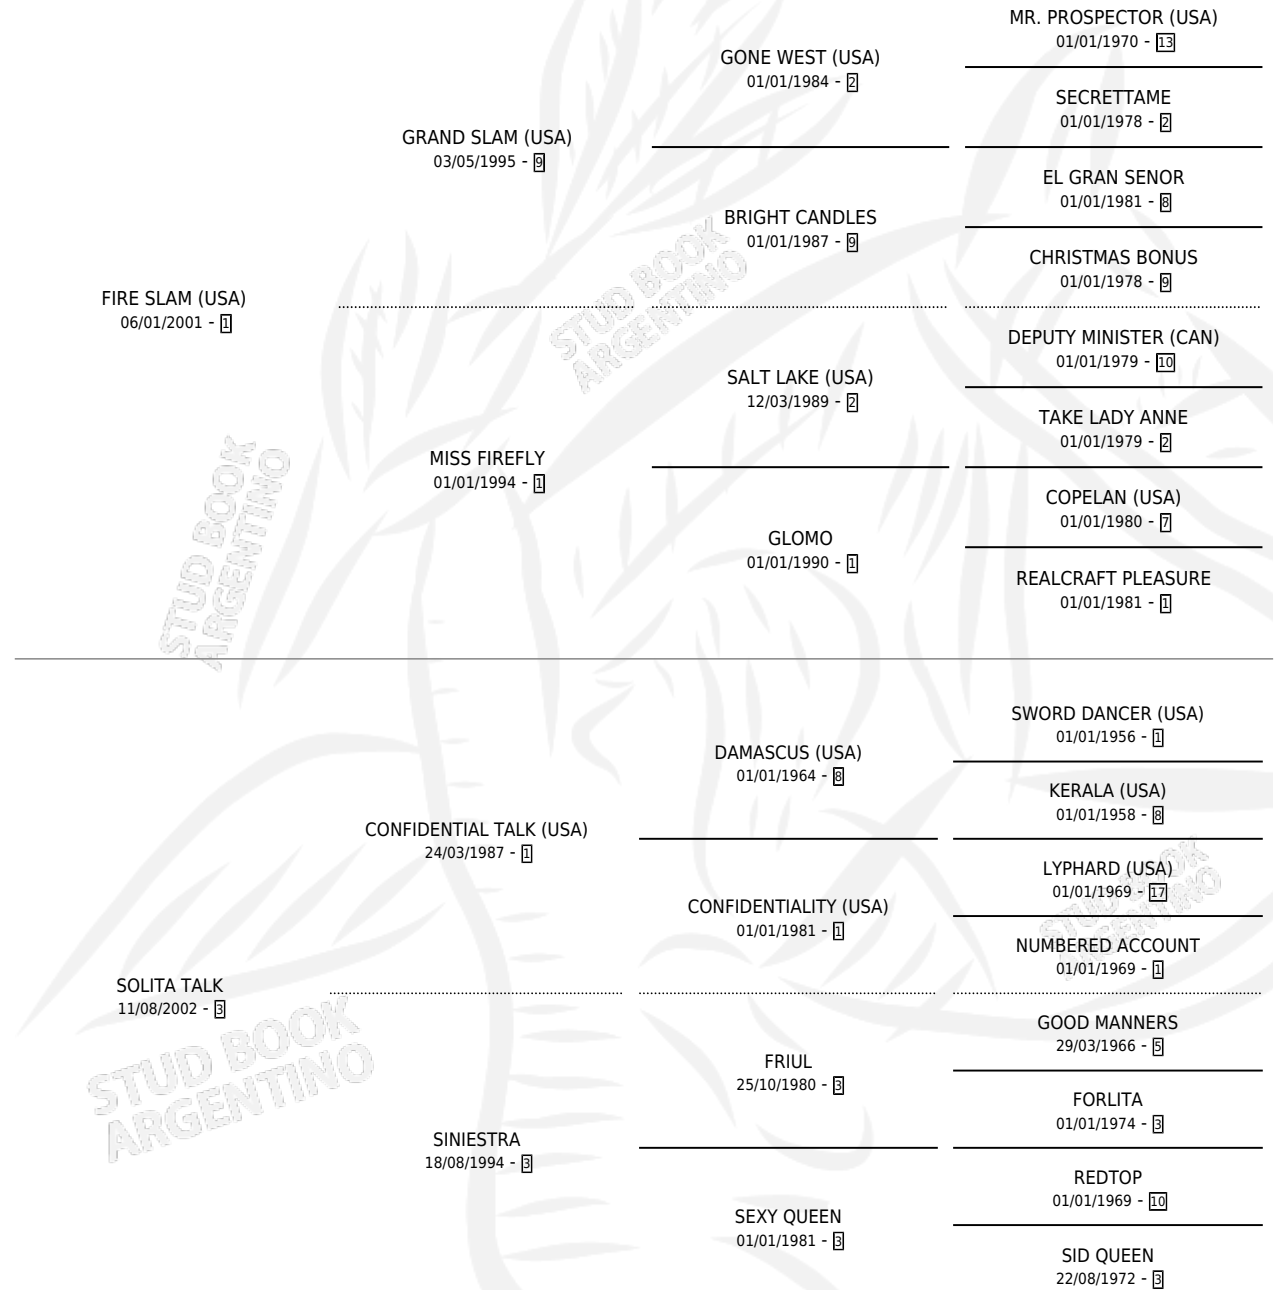 MR. PROSPECTOR (USA)
01/01/1970 - 13
GONE WEST (USA)
01/01/1984 - 2
SECRETTAME
01/01/1978 - 2
GRAND SLAM (USA)
03/05/1995 - 9
EL GRAN SENOR
01/01/1981 - 8
BRIGHT CANDLES
01/01/1987 - 9
CHRISTMAS BONUS
01/01/1978 - 9
FIRE SLAM (USA)
06/01/2001 - 1
STUD BOOK
ARGENTINO
DEPUTY MINISTER (CAN)
01/01/1979 - 10
SALT LAKE (USA)
12/03/1989 - 2
TAKE LADY ANNE
01/01/1979 - 2
MISS FIREFLY
01/01/1994 - 1
COPELAN (USA)
01/01/1980 - 7
GLOMO
01/01/1990 - 1
REALCRAFT PLEASURE
01/01/1981 - 1
STUD BOOK
ARGENTINO
SWORD DANCER (USA)
01/01/1956 - 1
DAMASCUS (USA)
01/01/1964 - 8
KERALA (USA)
01/01/1958 - 8
CONFIDENTIAL TALK (USA)
24/03/1987 - 1
LYPHARD (USA)
01/01/1969 - 17
CONFIDENTIALITY (USA)
01/01/1981 - 1
STUD BOOK
ARGENTINO
NUMBERED ACCOUNT
01/01/1969 - 1
SOLITA TALK
11/08/2002 - 3
STUD BOOK
ARGENTINO
GOOD MANNERS
29/03/1966 - 5
FRIUL
25/10/1980 - 3
FORLITA
01/01/1974 - 3
SINIESTRA
18/08/1994 - 3
REDTOP
01/01/1969 - 10
SEXY QUEEN
01/01/1981 - 3
SID QUEEN
22/08/1972 - 3